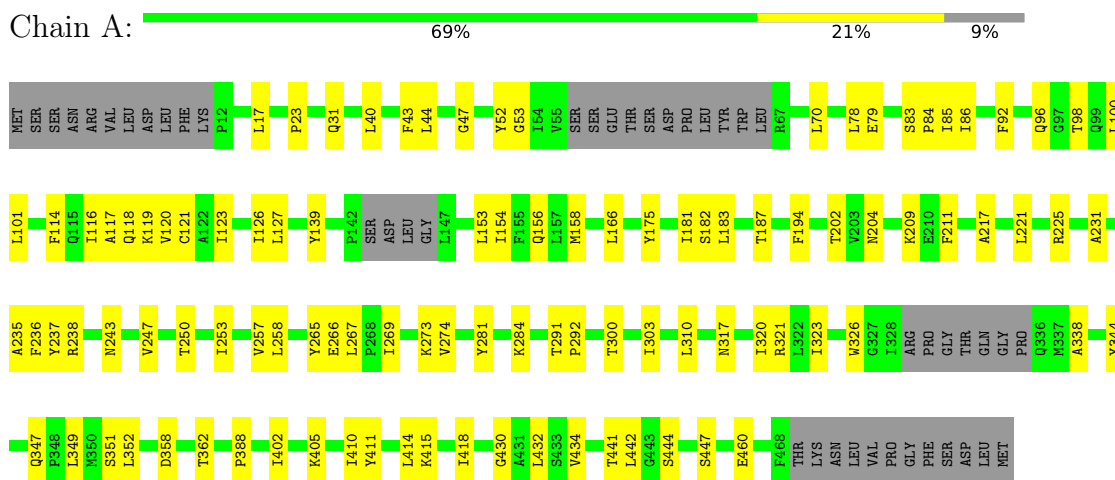 Chain A:
69% 21% 9%
MET SER SER ASN ARG VAL LEU ASP LEU PHE LYS P12 L17 P23 Q31 L40 F43 L44 G47 Y52 G53 I54 V55 SER SER GLU THR SER ASP PRO LEU TYR TRP LEU R67 L70 L78 E79 S83 P84 I85 I86 F92 Q96 G97 T98 Q99 L100
L101 F114 Q115 I116 A117 Q118 K119 V120 C121 A122 I123 I126 L127 Y139 P142 SER ASP LEU GLY L147 L153 I154 F155 Q156 L157 M158 L166 Y175 I181 S182 L183 T187 F194 T202 V203 N204 K209 E210 F211 A217 L221 R225 A231
A235 F236 Y237 R238 N243 V247 T250 I253 V257 L258 Y265 E266 L267 P268 I269 K273 V274 Y281 K284 T291 P292 T300 I303 L310 N317 I320 R321 L322 I323 W326 G327 I328 ARG PRO GLY THR GLN GLY PRO Q336 M337 A338
Q347 P348 L349 M350 S351 L352 D358 T362 P388 I402 K405 I410 Y411 L414 K415 I418 G430 A431 L432 S433 V434 T441 L442 G443 S444 S447 E460 F468 THR LYS ASN LEU VAL PRO GLY PHE SER ASP LEU MET